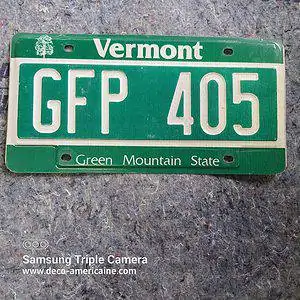 Vermont
GFP 405
Green Mountain State
Samsung Triple Camera
www.deco-americaine.com